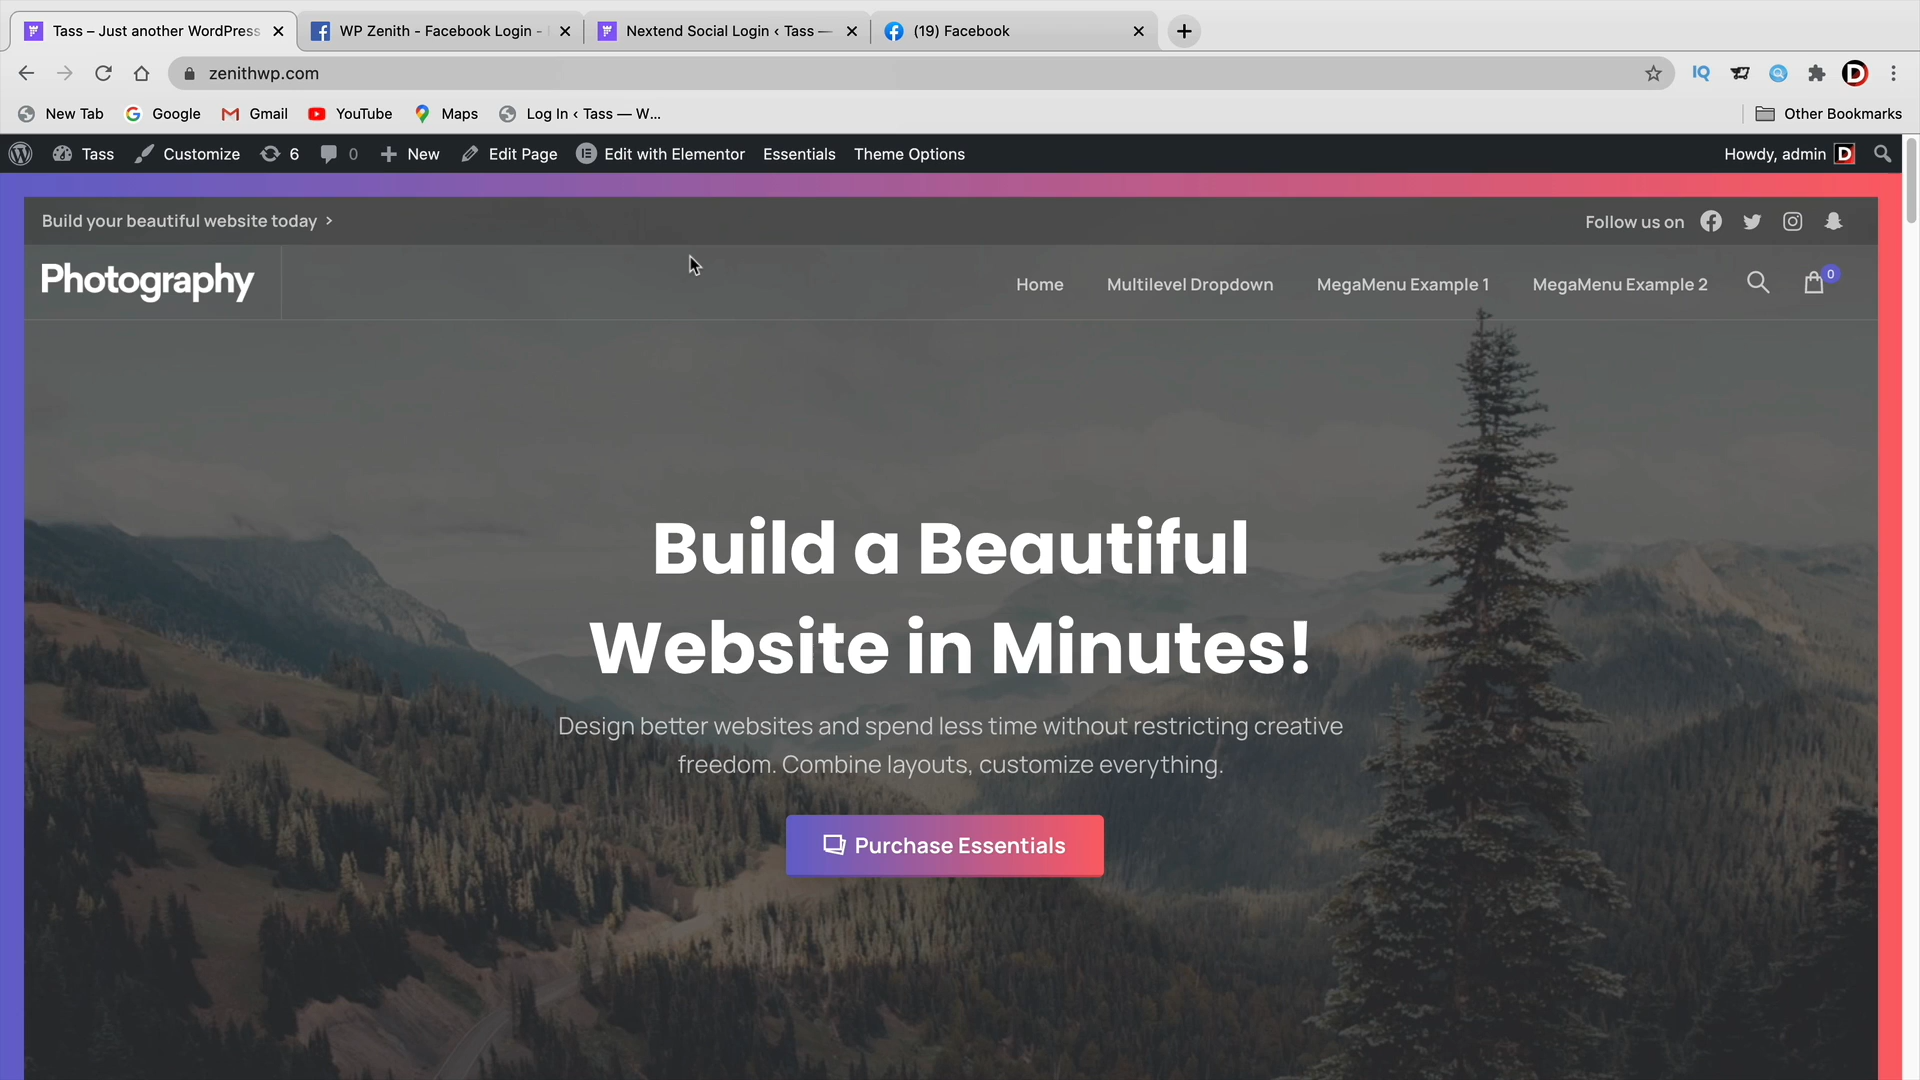 Tass – Just another WordPress
WP Zenith - Facebook Login -
Nextend Social Login ‹ Tass —
(19) Facebook
zenithwp.com
IQ
D
New Tab
Google
Gmail
YouTube
Maps
Log In ‹ Tass — W...
Other Bookmarks
Tass
Customize
6
0
New
Edit Page
Edit with Elementor
Essentials
Theme Options
Howdy, admin
D
Build your beautiful website today
Follow us on
Photography
Home
Multilevel Dropdown
MegaMenu Example 1
MegaMenu Example 2
0
Build a Beautiful
Website in Minutes!
Design better websites and spend less time without restricting creative
freedom. Combine layouts, customize everything.
Purchase Essentials